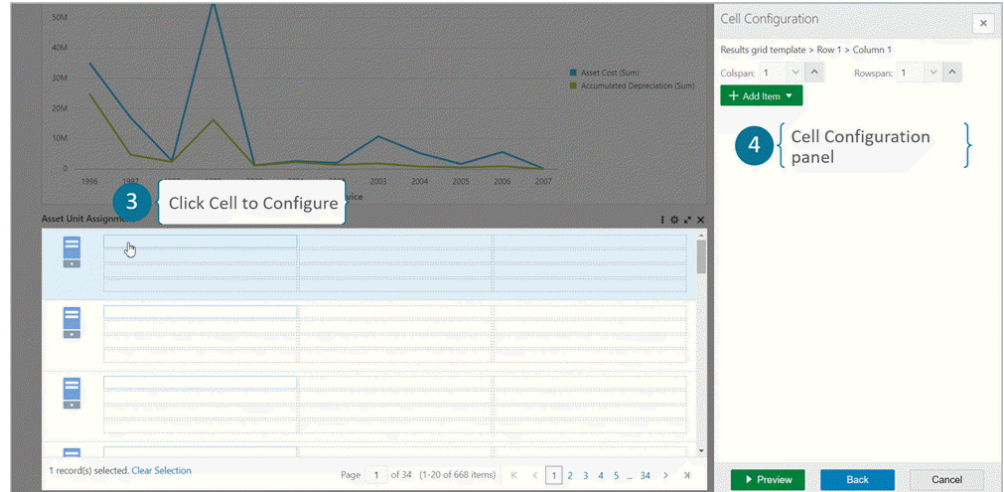 50M
40M
30M
20M
10M
0
1996
2003 2004 2005 2006 2007
Asset Cost (Sum)
Accumulated Depreciation (Sum)
3 Click Cell to Configure
Asset Unit Assignm
1 record(s) selected. Clear Selection
Page 1 of 34 (1-20 of 668 items) K < 1 2 3 4 5 ... 34 > Ʞ
Cell Configuration
Results grid template > Row 1 > Column 1
Colspan: 1 Rowspan: 1
+ Add Item
4 Cell Configuration
panel
Preview Back Cancel